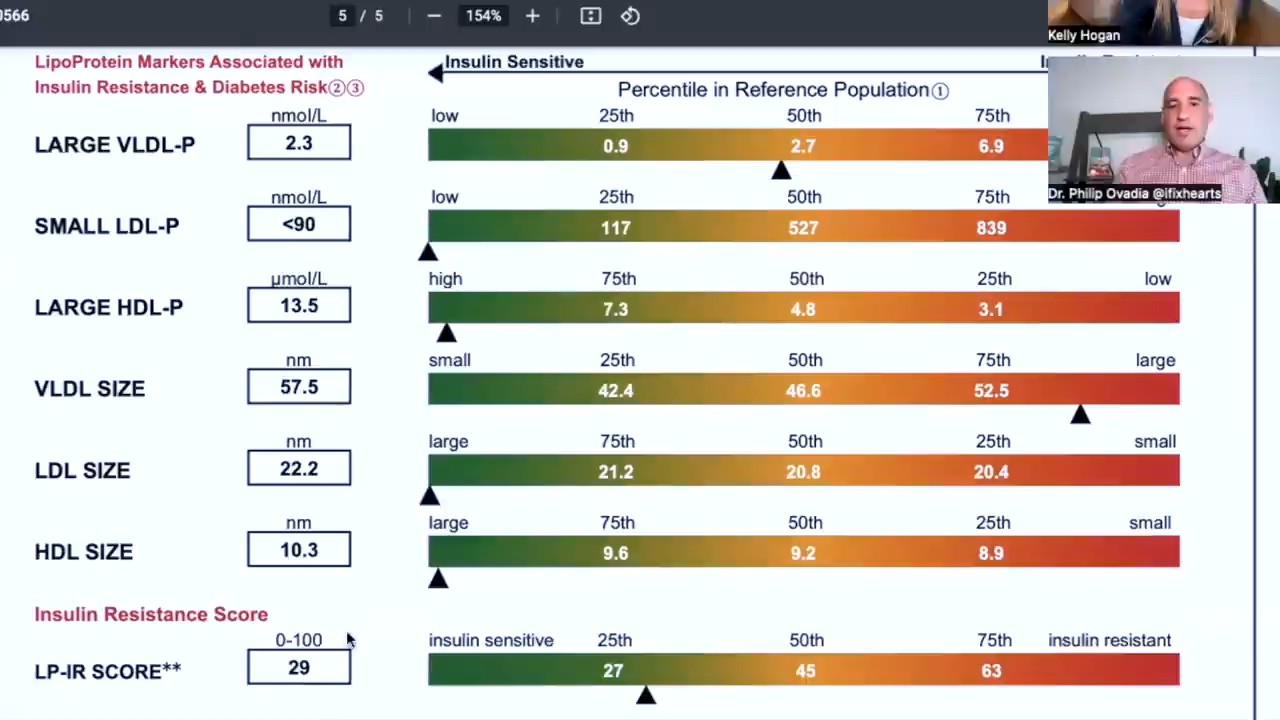 0566
5 / 5
154%
Kelly Hogan
LipoProtein Markers Associated with
Insulin Resistance & Diabetes Risk②③
Insulin Sensitive
Percentile in Reference Population①
Dr. Philip Ovadia @ifixhearts
nmol/L
low 25th 50th 75th
LARGE VLDL-P 2.3 0.9 2.7 6.9
nmol/L
low 25th 50th 75th
SMALL LDL-P <90 117 527 839
µmol/L
high 75th 50th 25th low
LARGE HDL-P 13.5 7.3 4.8 3.1
nm
small 25th 50th 75th large
VLDL SIZE 57.5 42.4 46.6 52.5
nm
large 75th 50th 25th small
LDL SIZE 22.2 21.2 20.8 20.4
nm
large 75th 50th 25th small
HDL SIZE 10.3 9.6 9.2 8.9
Insulin Resistance Score
0-100
insulin sensitive 25th 50th 75th insulin resistant
LP-IR SCORE** 29 27 45 63